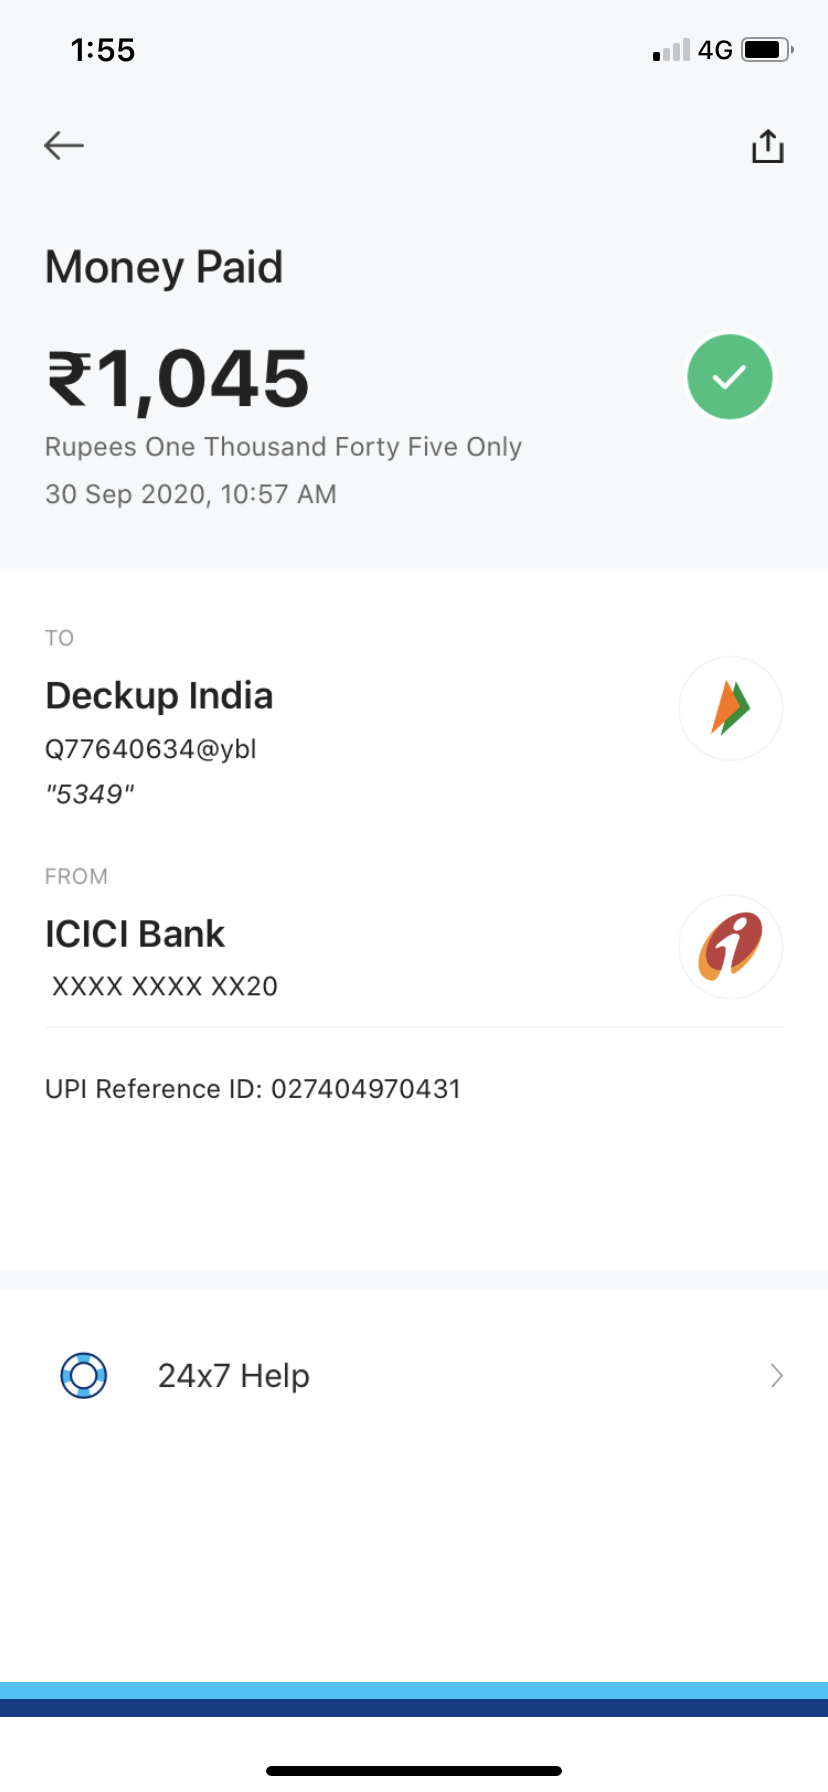 1:55
4G
Money Paid
₹1,045
Rupees One Thousand Forty Five Only
30 Sep 2020, 10:57 AM
TO
Deckup India
Q77640634@ybl
"5349"
FROM
ICICI Bank
XXXX XXXX XX20
UPI Reference ID: 027404970431
24x7 Help